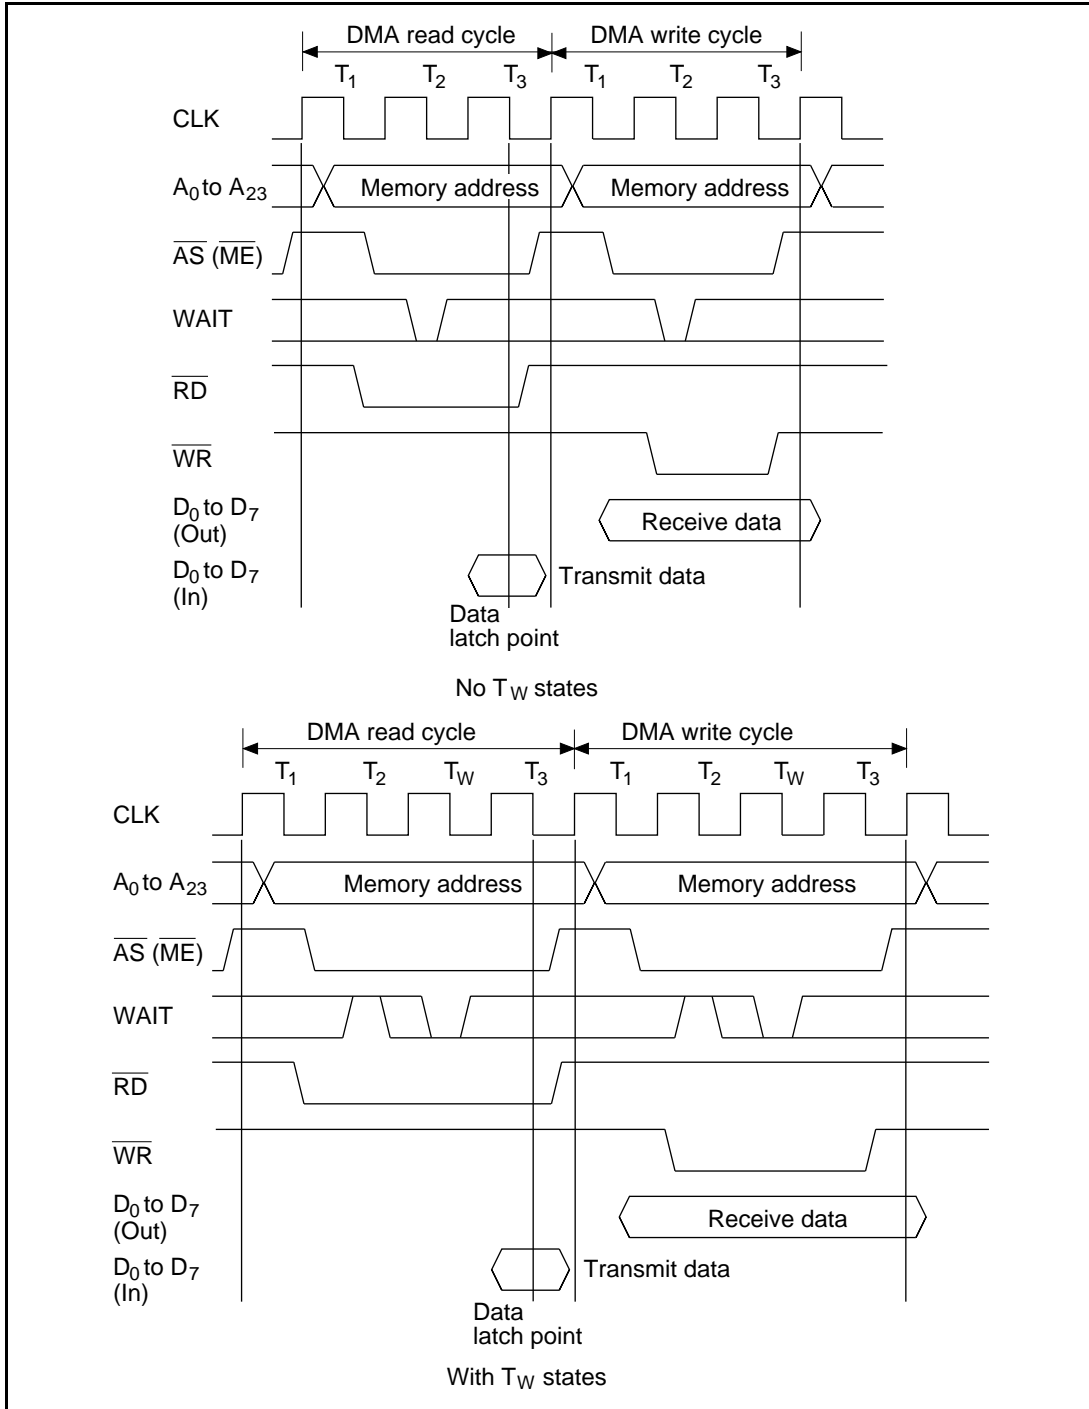 DMA read cycle DMA write cycle
T1 T2 T3 T1 T2 T3
CLK
A0 to A23 Memory address Memory address
AS (ME)
WAIT
RD
WR
D0 to D7
(Out) Receive data
D0 to D7
(In) Transmit data
Data
latch point
No TW states
DMA read cycle DMA write cycle
T1 T2 TW T3 T1 T2 TW T3
CLK
A0 to A23 Memory address Memory address
AS (ME)
WAIT
RD
WR
D0 to D7
(Out) Receive data
D0 to D7
(In) Transmit data
Data
latch point
With TW states